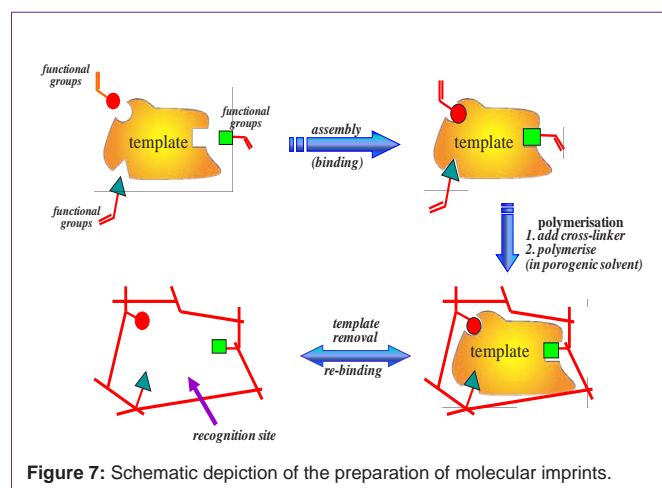 functional
groups
functional
groups
template
functional
groups
assembly
(binding)
template
polymerisation
1. add cross-linker
2. polymerise
(in porogenic solvent)
template
removal
re-binding
template
recognition site
Figure 7: Schematic depiction of the preparation of molecular imprints.